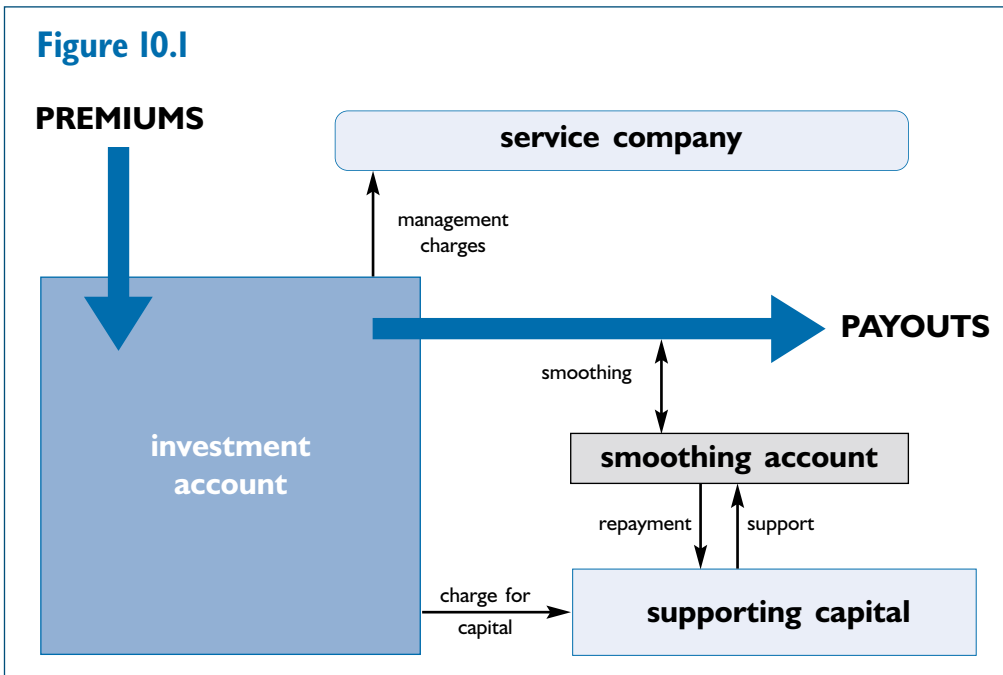 Figure 10.1
PREMIUMS
service company
management
charges
PAYOUTS
smoothing
investment
account
smoothing account
repayment
support
charge for
capital
supporting capital